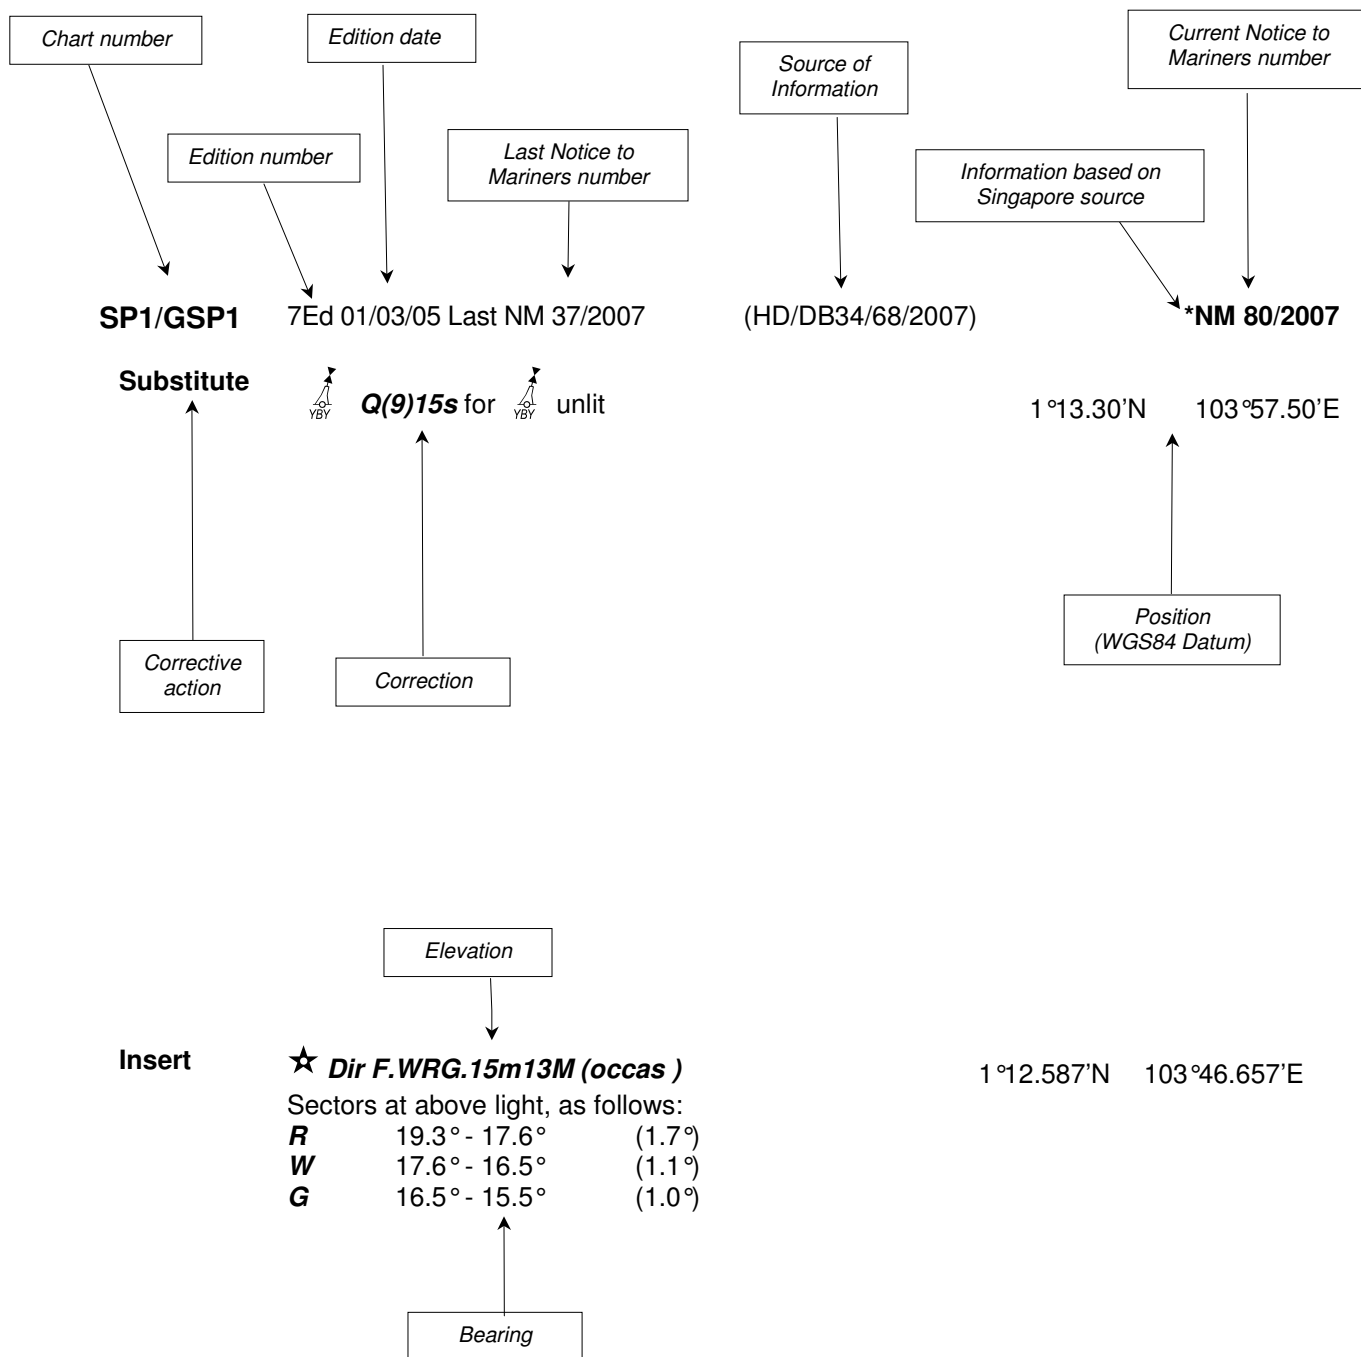 Chart number
Edition date
Current Notice to
Mariners number
Source of
Information
Edition number
Last Notice to
Mariners number
Information based on
Singapore source
SP1/GSP1 7Ed 01/03/05 Last NM 37/2007 (HD/DB34/68/2007) *NM 80/2007
Substitute YBY Q(9)15s for YBY unlit 1°13.30'N 103°57.50'E
Position
(WGS84 Datum)
Corrective
action
Correction
Elevation
Insert Dir F.WRG.15m13M (occas ) 1°12.587'N 103°46.657'E
Sectors at above light, as follows:
R 19.3° - 17.6° (1.7°)
W 17.6° - 16.5° (1.1°)
G 16.5° - 15.5° (1.0°)
Bearing